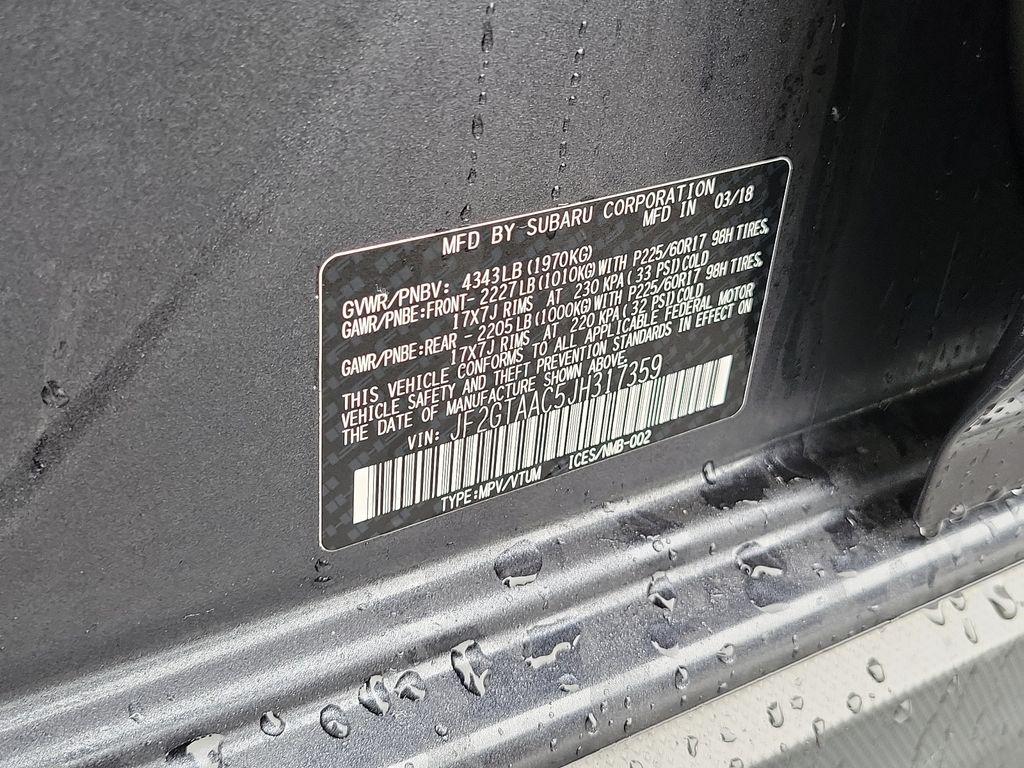 MFD BY SUBARU CORPORATION
MFD IN 03/18
GVWR/PNBV: 4343LB(1970KG)
GAWR/PNBE:FRONT-2227LB(1010KG)WITH P225/60R17 98H TIRES,
17x7J RIMS AT 230 KPA(33 PSI)COLD
GAWR/PNBE:REAR -2205LB(1000KG)WITH P225/60R17 98H TIRES,
17x7J RIMS AT 220 KPA(32 PSI)COLD
THIS VEHICLE CONFORMS TO ALL APPLICABLE FEDERAL MOTOR
VEHICLE SAFETY AND THEFT PREVENTION STANDARDS IN EFFECT ON
THE DATE OF MANUFACTURE SHOWN ABOVE.
VIN: JF2GTAAC5JH317359
TYPE:MPV/VTUM ICES/NMB-002